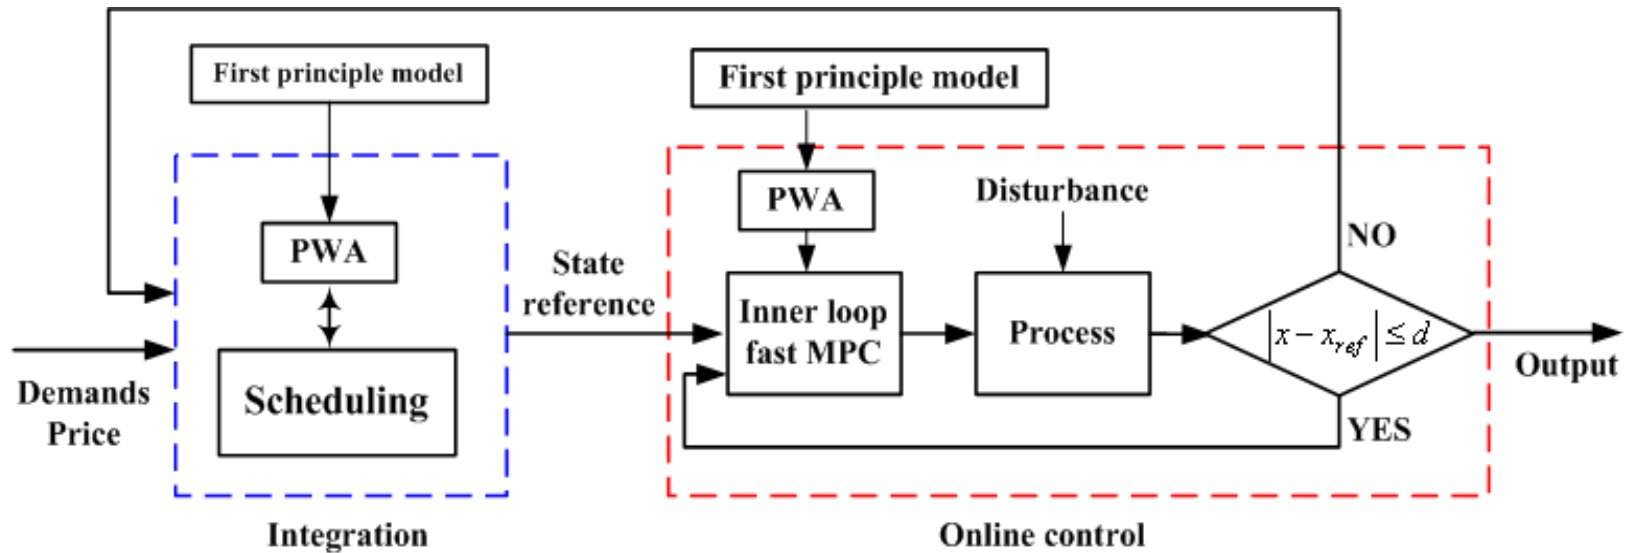 First principle model
PWA
Scheduling
Demands
Price
Integration
State
reference
First principle model
PWA
Disturbance
Inner loop
fast MPC
Process
|x − x_ref| ≤ d
NO
YES
Output
Online control